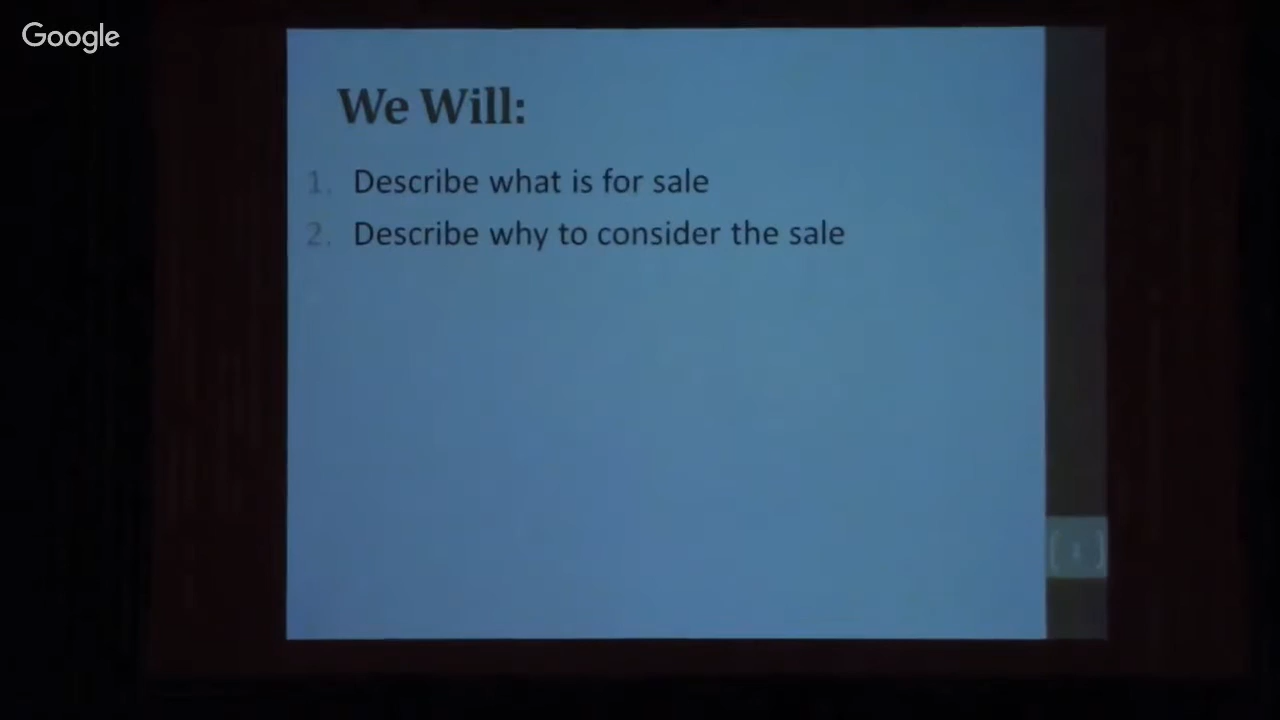 Google
We Will:
1. Describe what is for sale
2. Describe why to consider the sale